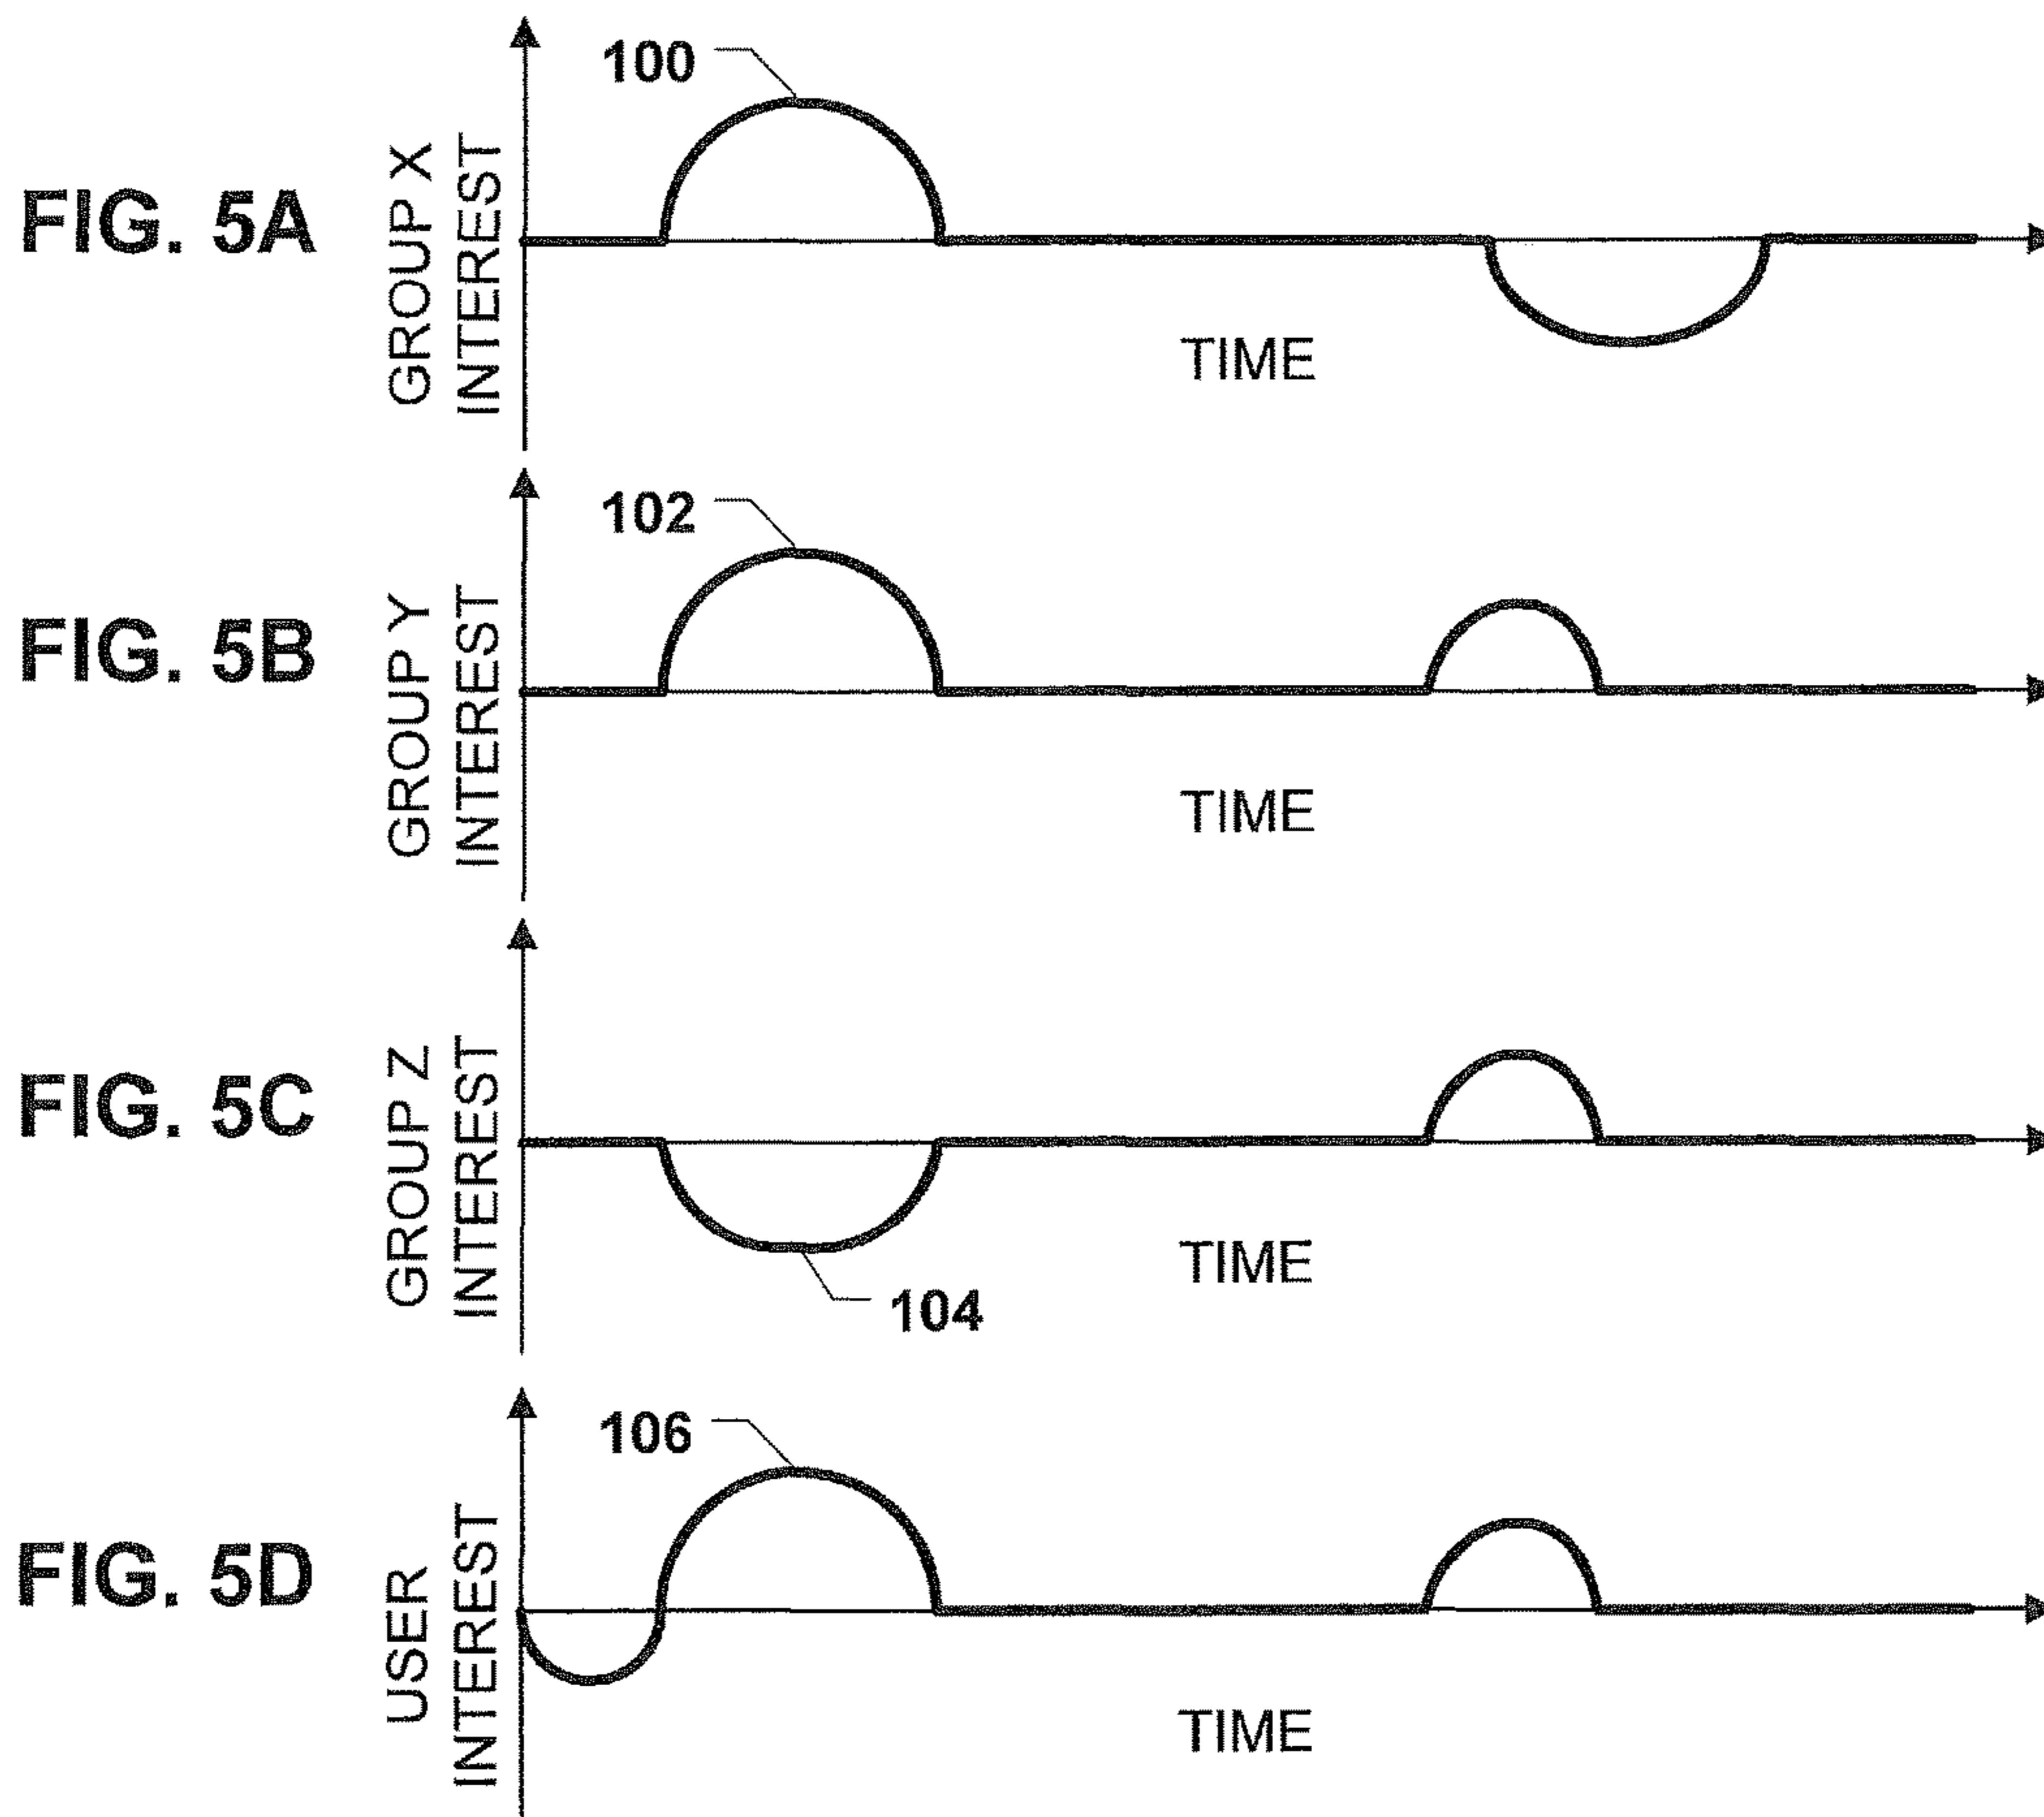 FIG. 5A
GROUP X
INTEREST
100
TIME
FIG. 5B
GROUP Y
INTEREST
102
TIME
FIG. 5C
GROUP Z
INTEREST
104
TIME
FIG. 5D
USER
INTEREST
106
TIME